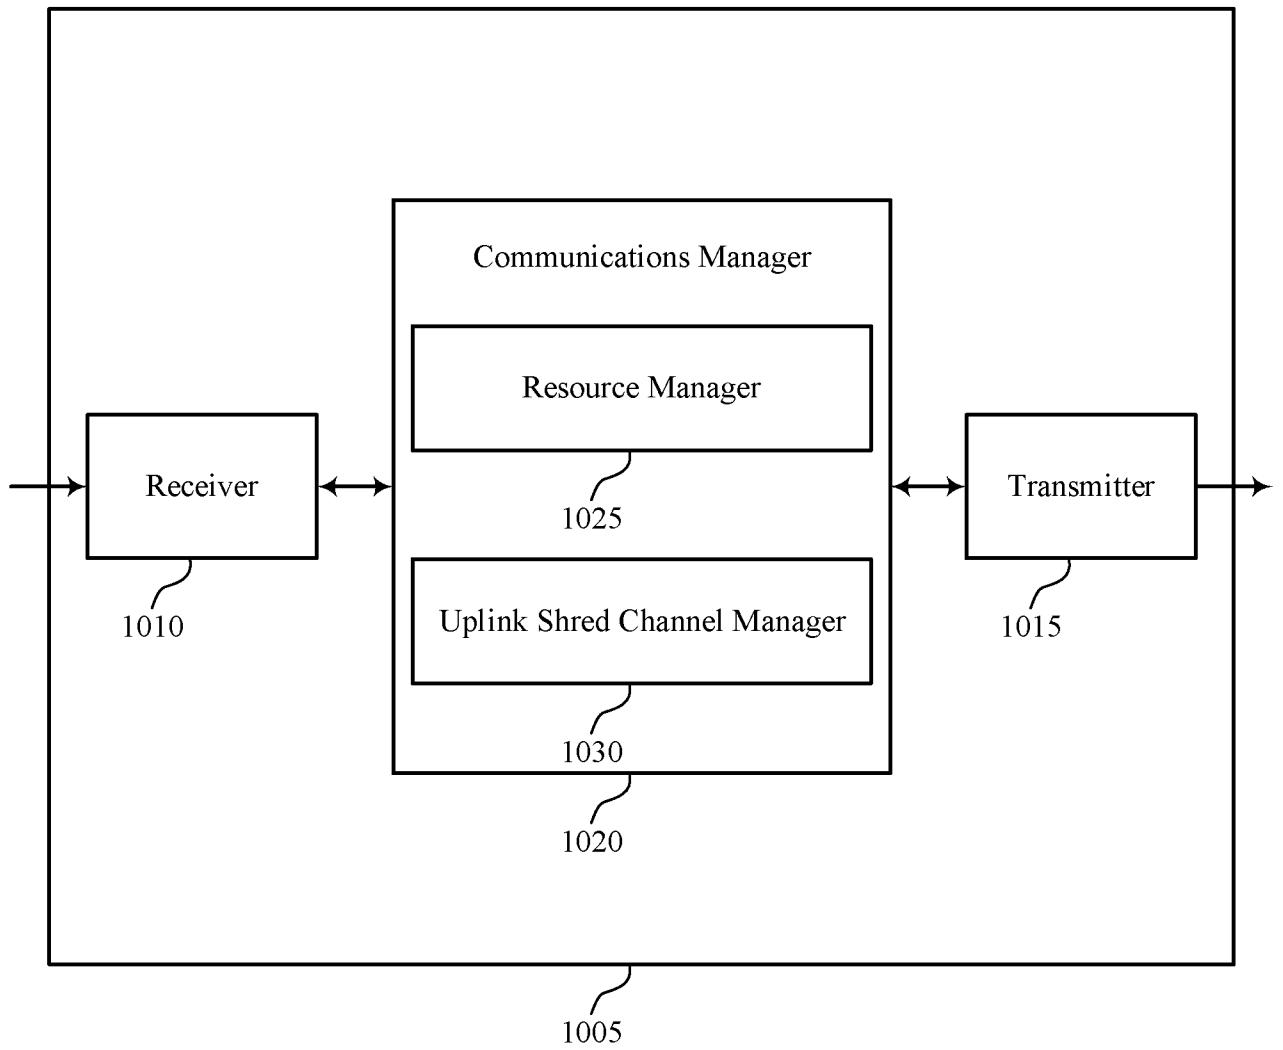 Communications Manager
Resource Manager
1025
Receiver
1010
Transmitter
1015
Uplink Shred Channel Manager
1030
1020
1005